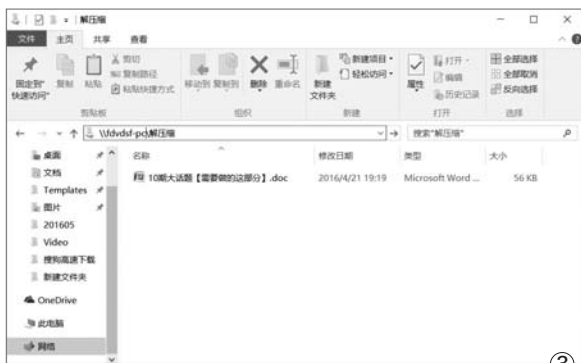 解压缩
文件 主页 共享 查看
固定到"快速访问" 复制 粘贴 剪切 复制路径 粘贴快捷方式 移动到 复制到 删除 重命名 新建文件夹 新建项目 轻松访问 属性 打开 编辑 历史记录 全部选择 全部取消 反向选择
剪贴板 组织 新建 打开 选择
\\fdvdsf-pc\解压缩 搜索"解压缩"
桌面 名称 修改日期 类型 大小
文档 10期大话题【需要做的这部分】.doc 2016/4/21 19:19 Microsoft Word ... 56 KB
Templates
图片
201605
Video
搜狗高速下载
新建文件夹
OneDrive
此电脑
网络
③